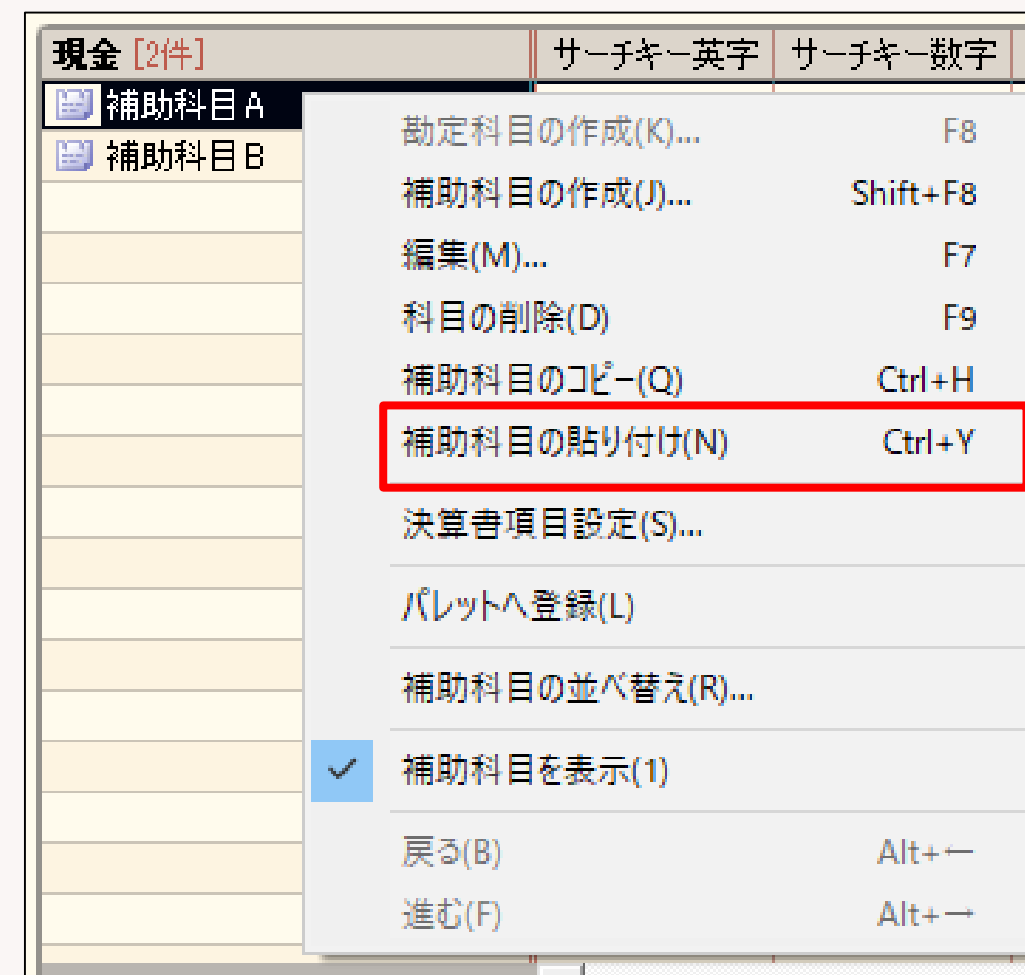 現金 [2件] サーチキー英字 サーチキー数字
補助科目A
補助科目B
勘定科目の作成(K)... F8
補助科目の作成(J)... Shift+F8
編集(M)... F7
科目の削除(D) F9
補助科目のコピー(Q) Ctrl+H
補助科目の貼り付け(N) Ctrl+Y
決算書項目設定(S)...
パレットへ登録(L)
補助科目の並べ替え(R)...
補助科目を表示(1)
戻る(B) Alt+←
進む(F) Alt+→